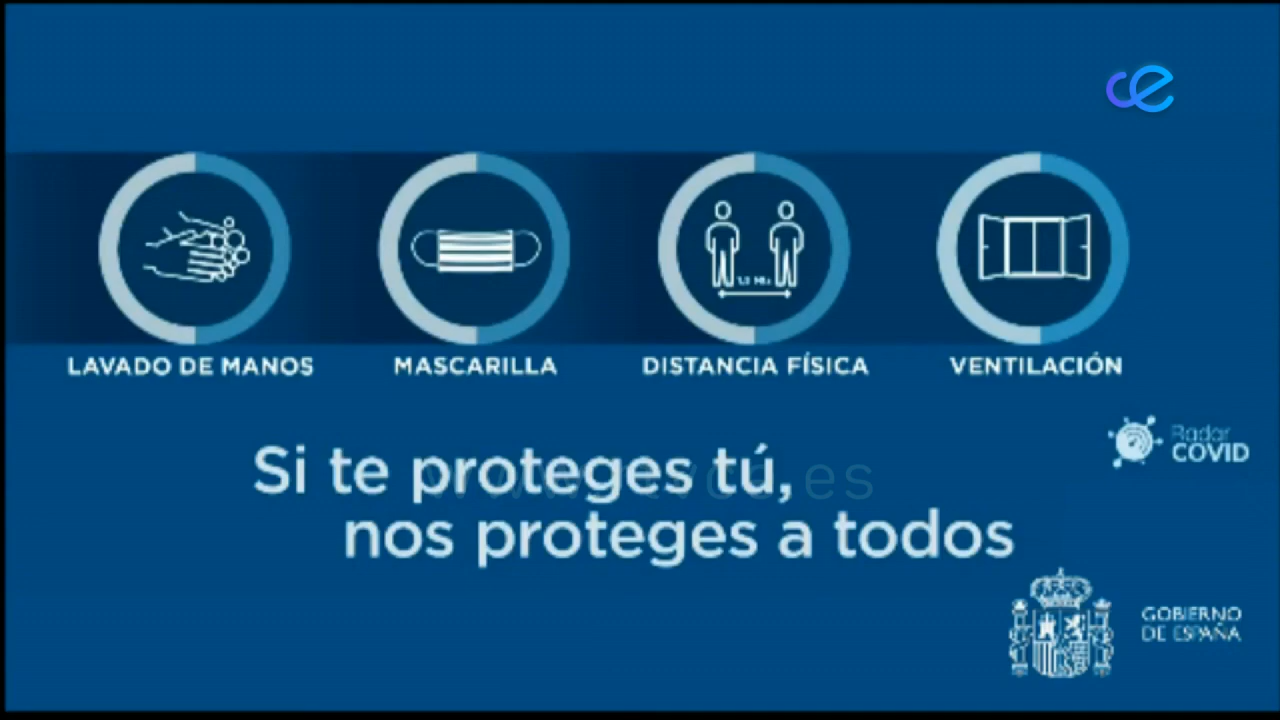 ce
LAVADO DE MANOS
MASCARILLA
DISTANCIA FÍSICA
VENTILACIÓN
Radar
COVID
Si te proteges tú,
nos proteges a todos
GOBIERNO
DE ESPAÑA